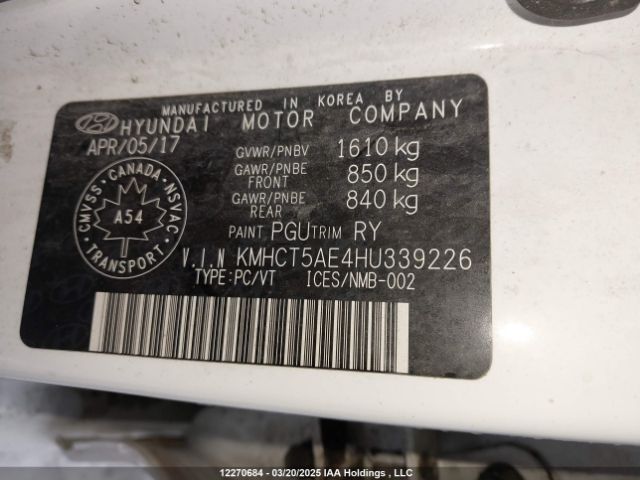 MANUFACTURED IN KOREA BY
HYUNDAI MOTOR COMPANY
APR/05/17
GVWR/PNBV 1610 kg
GAWR/PNBE FRONT 850 kg
GAWR/PNBE REAR 840 kg
CMVSS · CANADA · NSVAC
A54
TRANSPORT
PAINT PGU TRIM RY
V.I.N KMHCT5AE4HU339226
TYPE:PC/VT ICES/NMB-002
12270684 - 03/20/2025 IAA Holdings , LLC